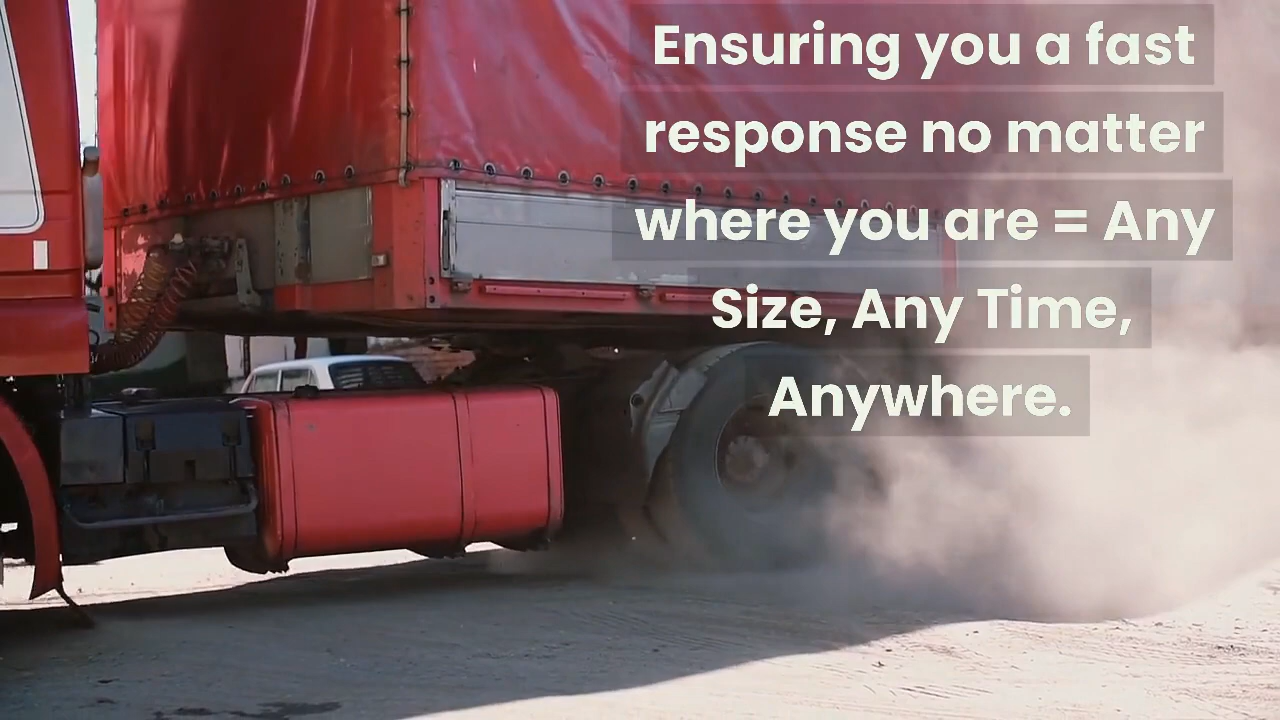 Ensuring you a fast
response no matter
where you are = Any
Size, Any Time,
Anywhere.